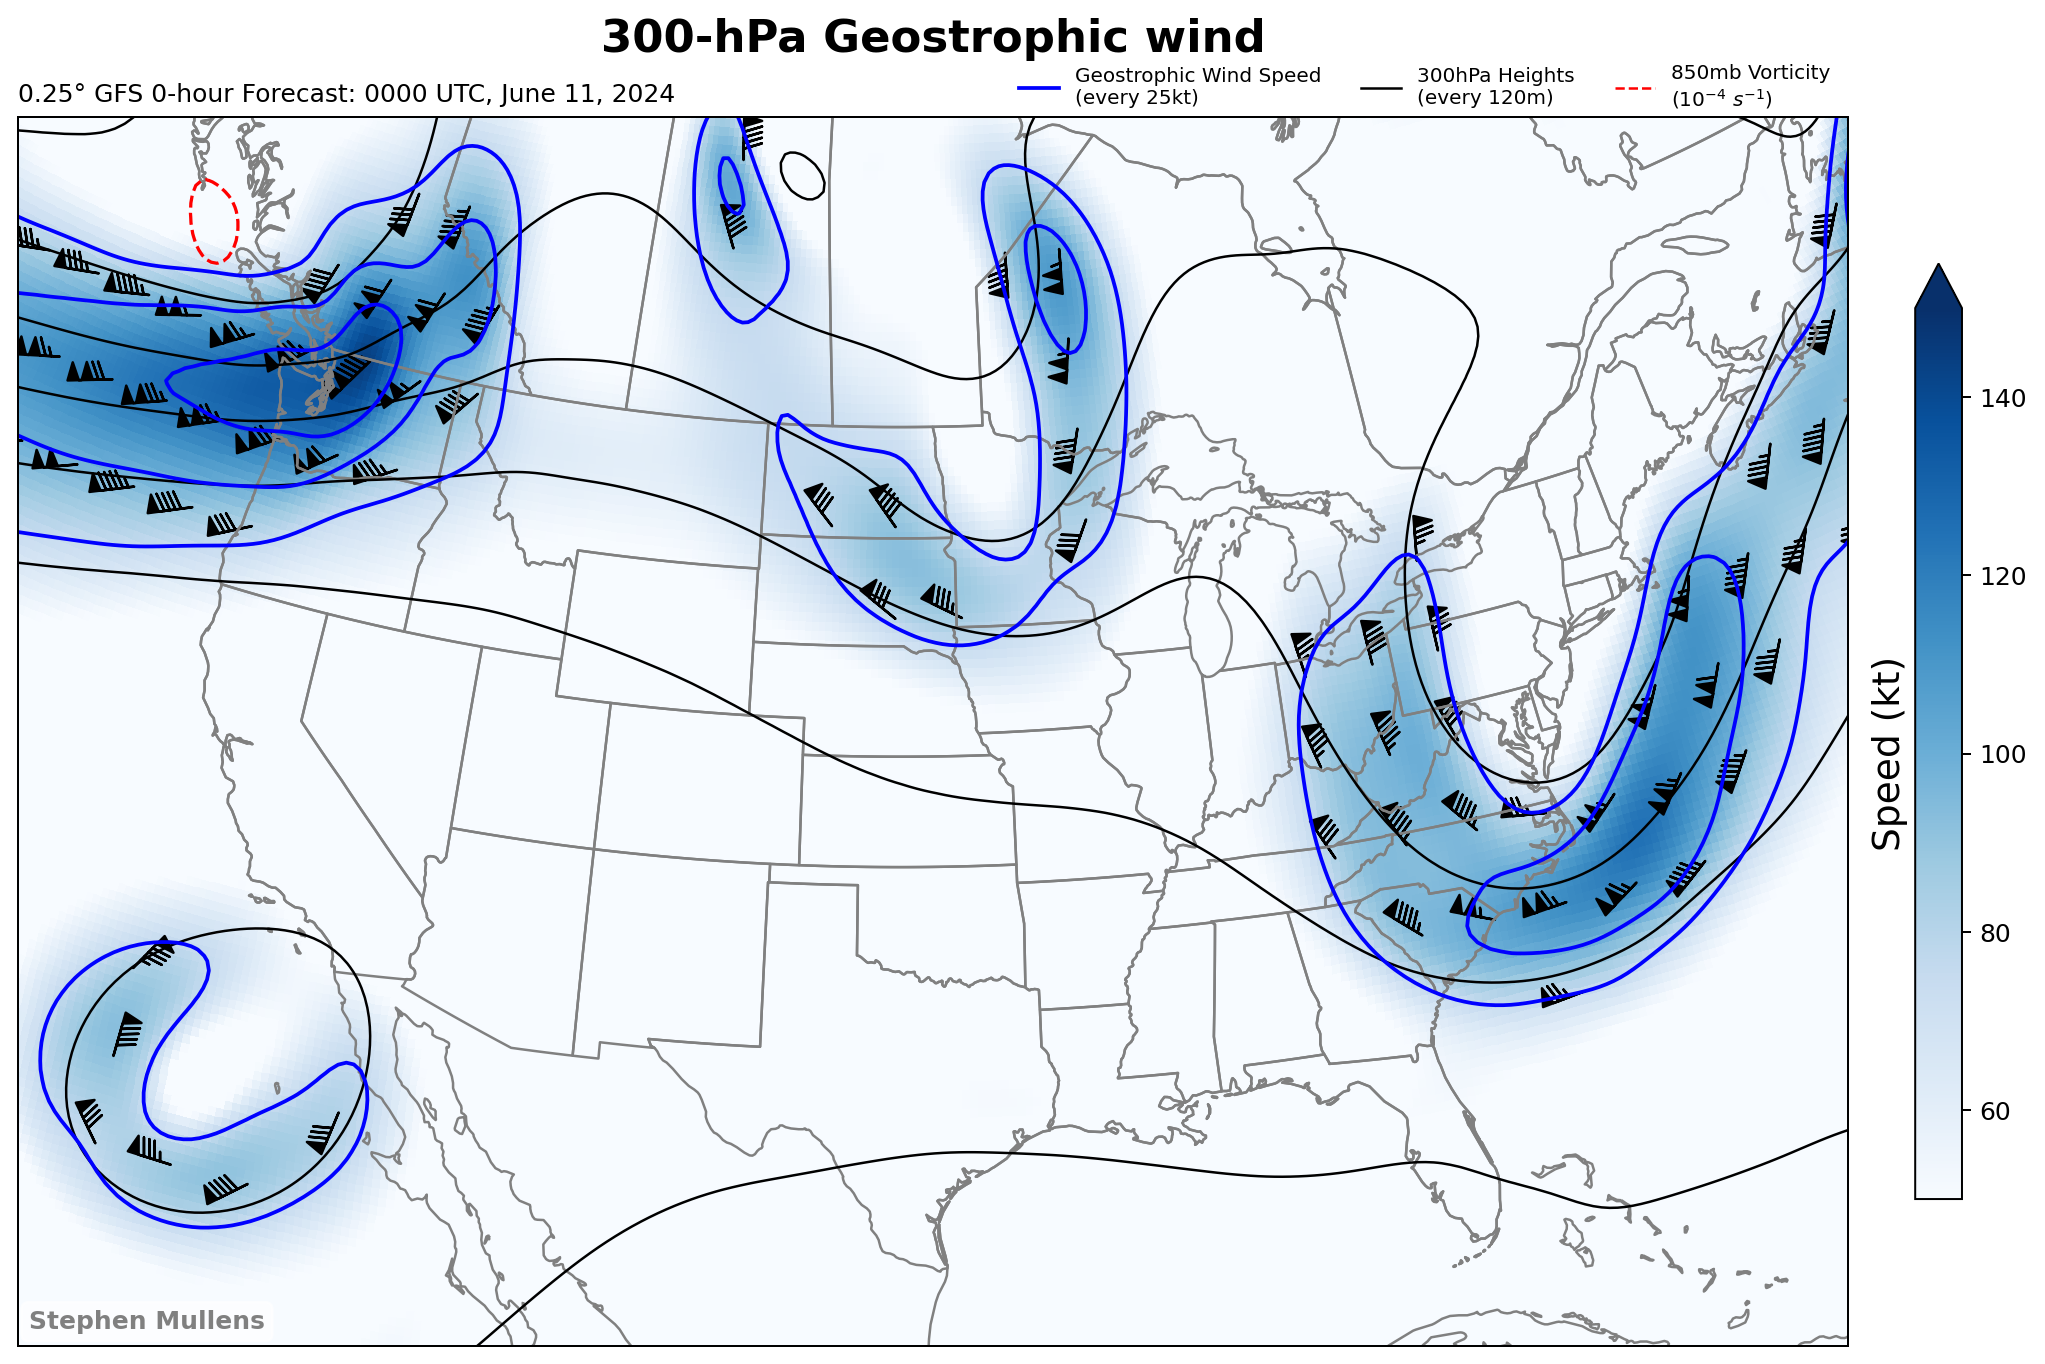 300-hPa Geostrophic wind
0.25° GFS 0-hour Forecast: 0000 UTC, June 11, 2024
Geostrophic Wind Speed
(every 25kt)
300hPa Heights
(every 120m)
850mb Vorticity
(10⁻⁴ s⁻¹)
140
120
100
80
60
Speed (kt)
Stephen Mullens